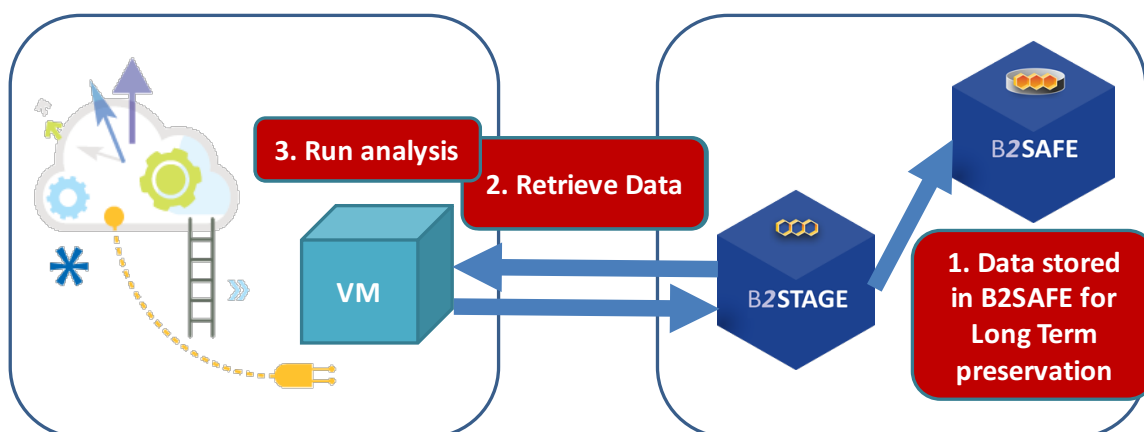 3. Run analysis
2. Retrieve Data
VM
B2STAGE
B2SAFE
1. Data stored
in B2SAFE for
Long Term
preservation